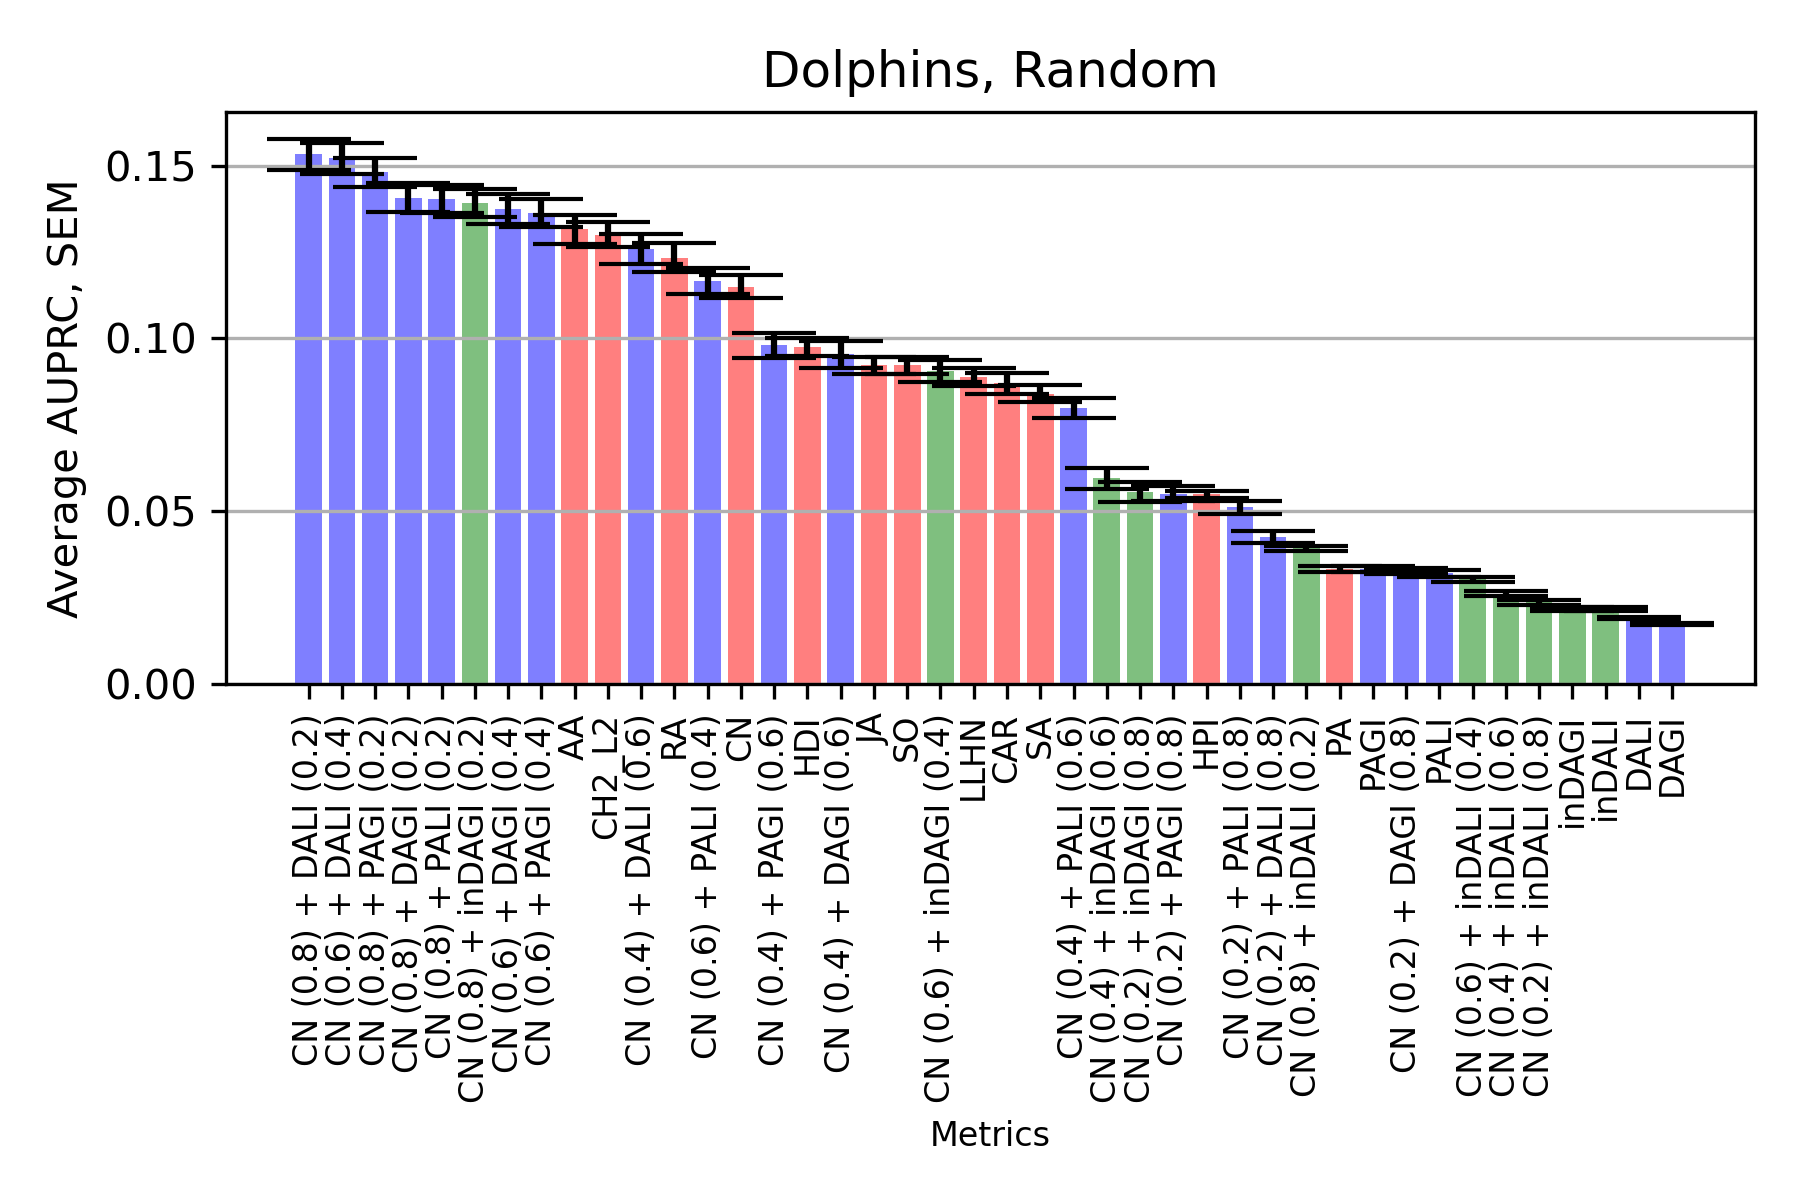 Dolphins, Random
Average AUPRC, SEM
0.15
0.10
0.05
0.00
CN (0.8) + DALI (0.2)
CN (0.6) + DALI (0.4)
CN (0.8) + PAGI (0.2)
CN (0.8) + DAGI (0.2)
CN (0.8) + PALI (0.2)
CN (0.8) + inDAGI (0.2)
CN (0.6) + DAGI (0.4)
CN (0.6) + PAGI (0.4)
AA
CH2_L2
CN (0.4) + DALI (0.6)
RA
CN (0.6) + PALI (0.4)
CN
CN (0.4) + PAGI (0.6)
HDI
CN (0.4) + DAGI (0.6)
JA
SO
CN (0.6) + inDAGI (0.4)
LLHN
CAR
SA
CN (0.4) + PALI (0.6)
CN (0.4) + inDAGI (0.6)
CN (0.2) + inDAGI (0.8)
CN (0.2) + PAGI (0.8)
HPI
CN (0.2) + PALI (0.8)
CN (0.2) + DALI (0.8)
CN (0.8) + inDALI (0.2)
PA
PAGI
CN (0.2) + DAGI (0.8)
PALI
CN (0.6) + inDALI (0.4)
CN (0.4) + inDALI (0.6)
CN (0.2) + inDALI (0.8)
inDAGI
inDALI
DALI
DAGI
Metrics